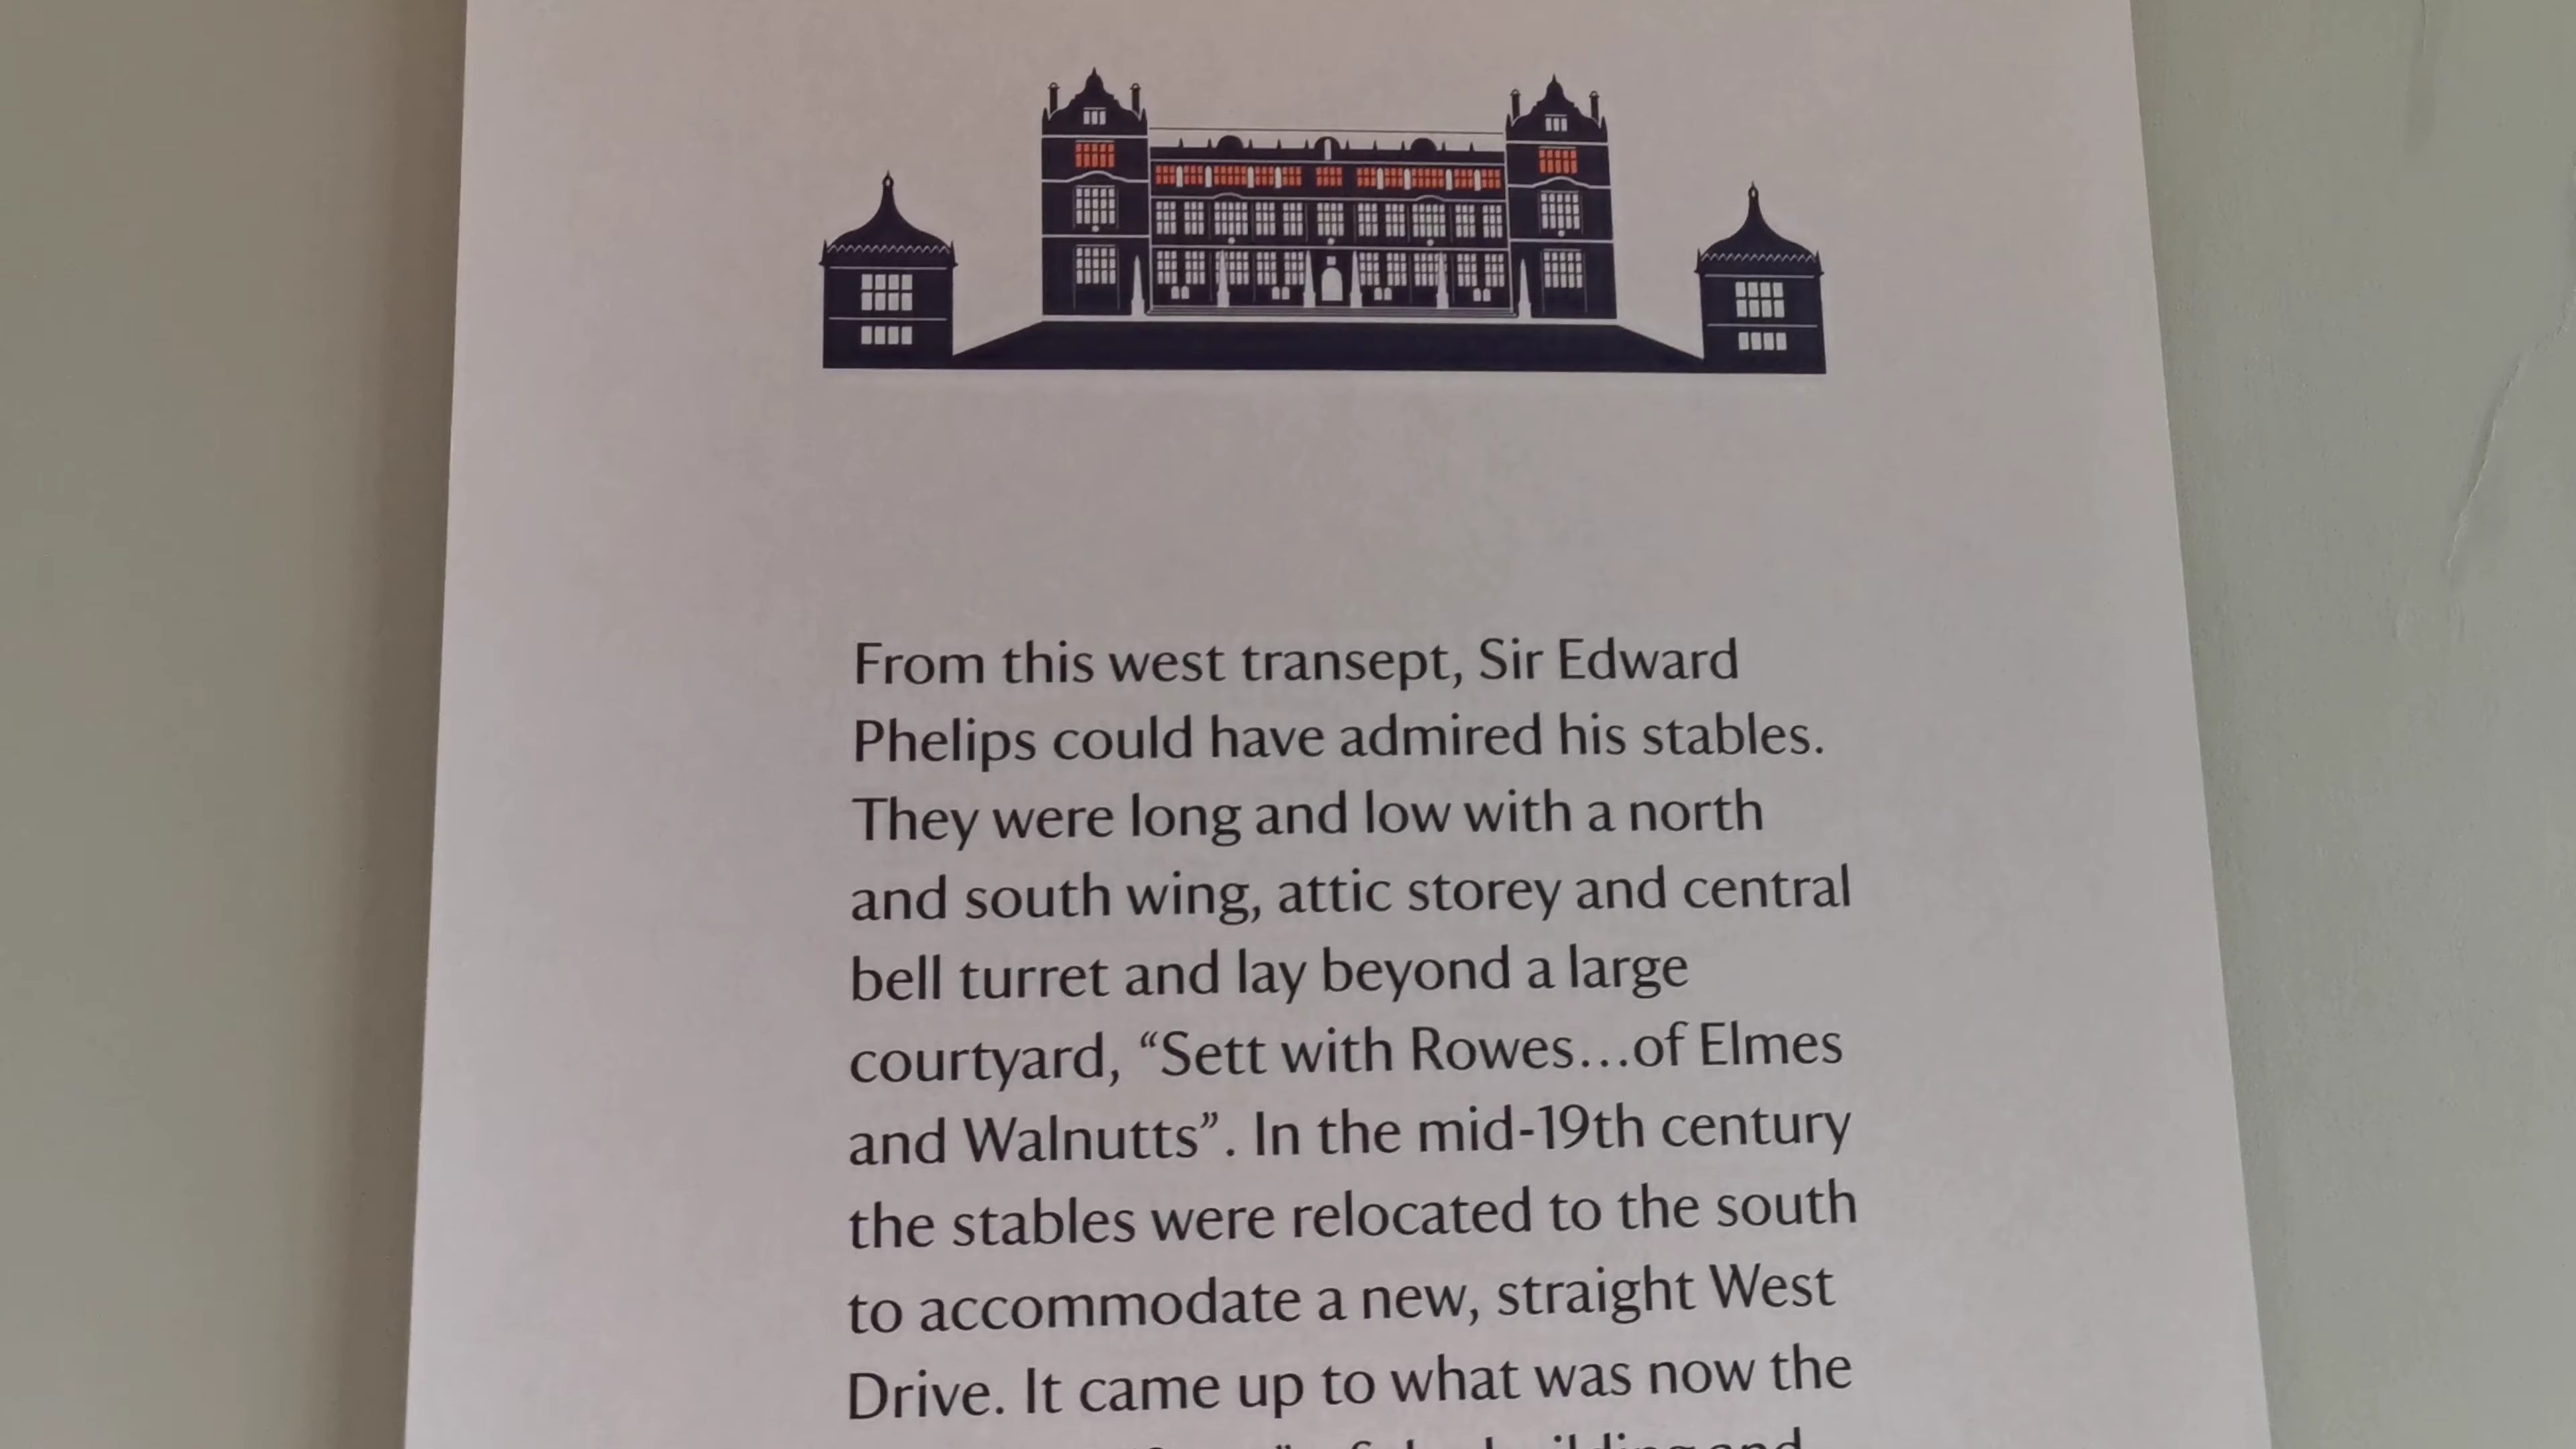 From this west transept, Sir Edward
Phelips could have admired his stables.
They were long and low with a north
and south wing, attic storey and central
bell turret and lay beyond a large
courtyard, “Sett with Rowes...of Elmes
and Walnutts”. In the mid-19th century
the stables were relocated to the south
to accommodate a new, straight West
Drive. It came up to what was now the